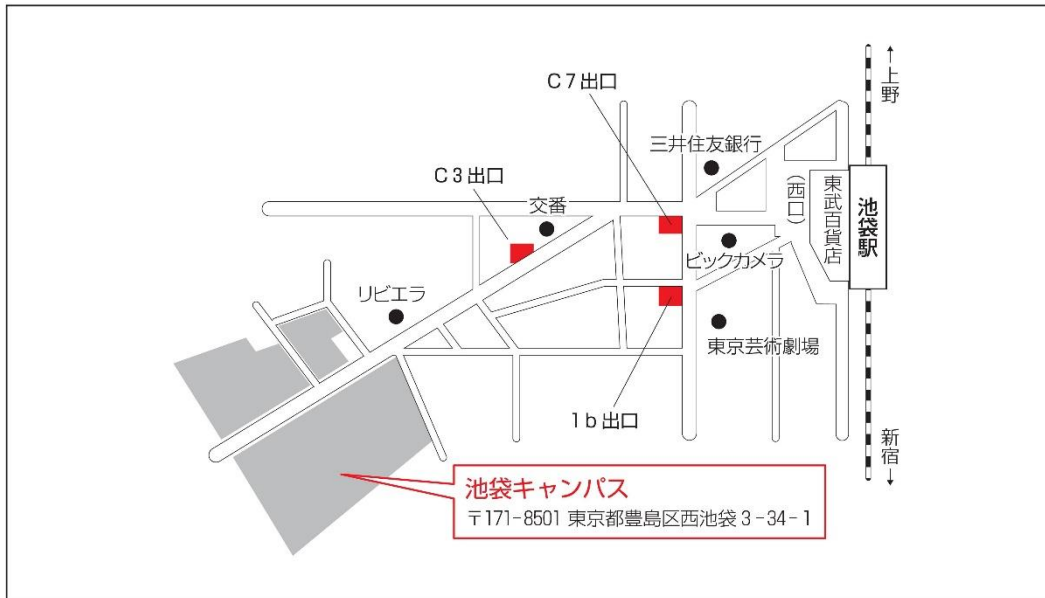 ↑上野
C7出口
三井住友銀行
C3出口
交番
(西口)
東武百貨店
池袋駅
ビックカメラ
リビエラ
東京芸術劇場
1b出口
新宿↓
池袋キャンパス
〒171-8501 東京都豊島区西池袋3-34-1